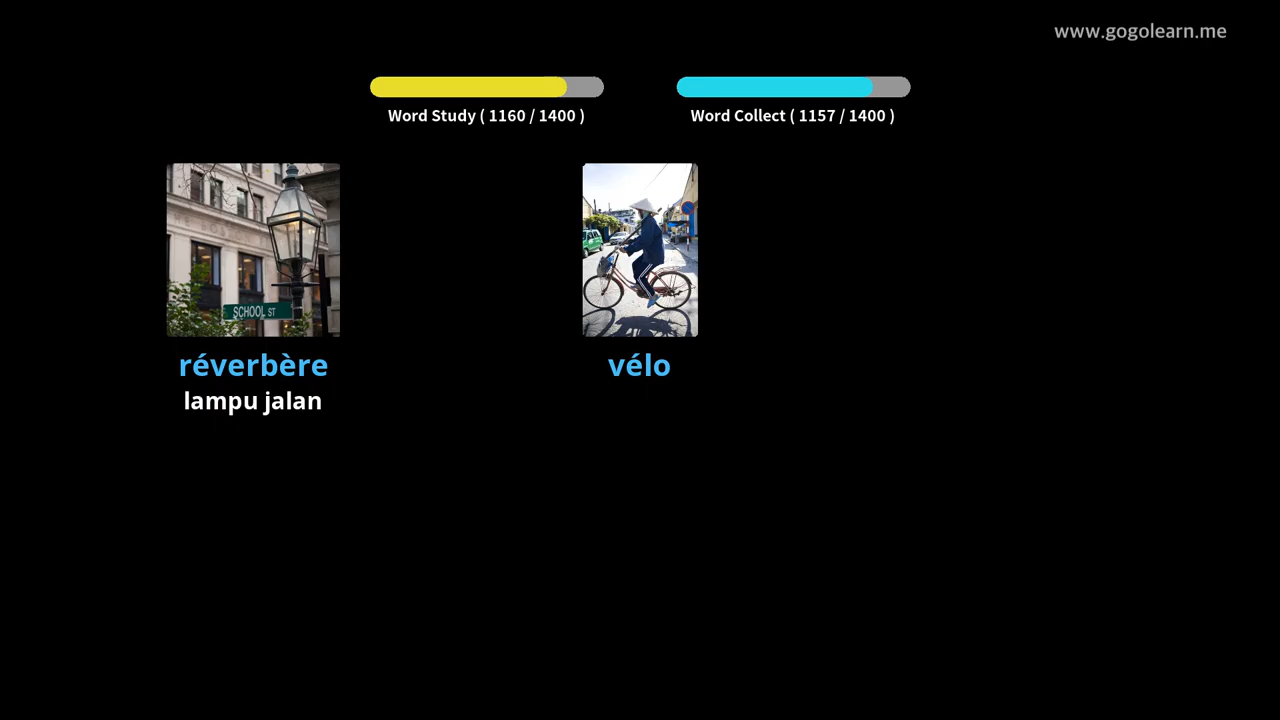 www.gogolearn.me
Word Study ( 1160 / 1400 )
Word Collect ( 1157 / 1400 )
SCHOOL ST
réverbère
lampu jalan
vélo